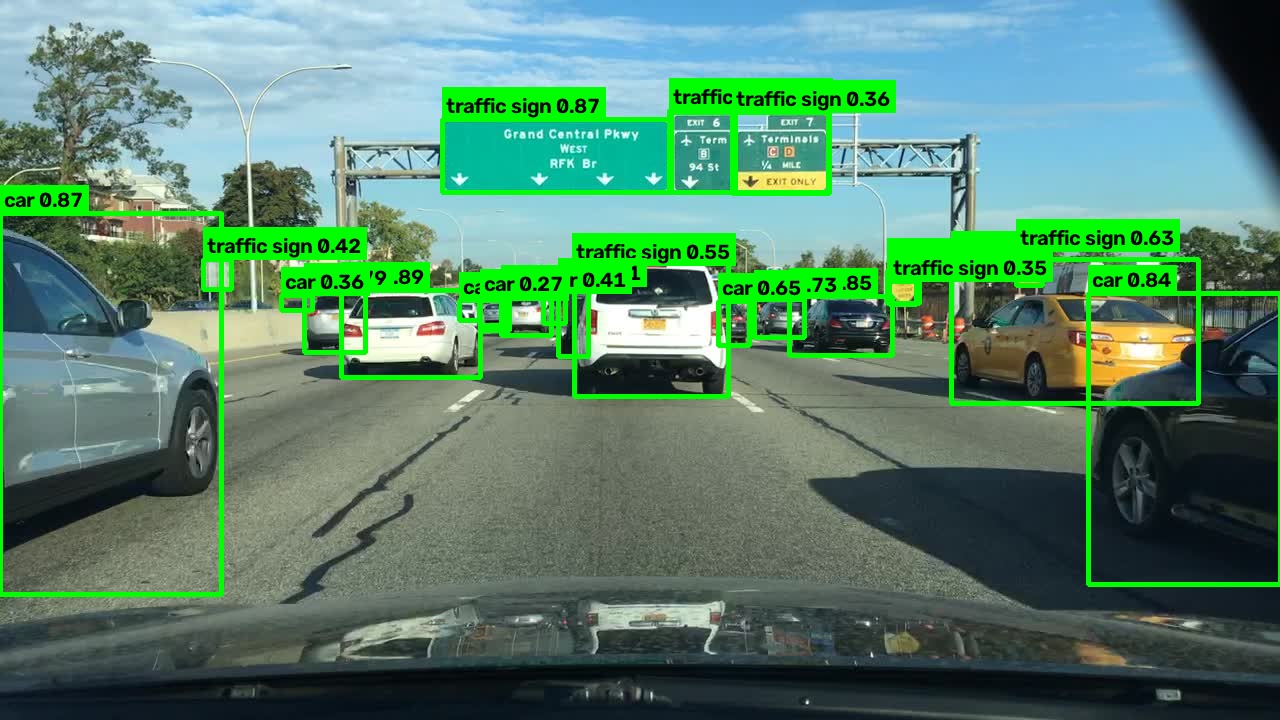 traffic sign 0.87
traffic
traffic sign 0.36
Grand Central Pkwy
WEST
RFK Br
EXIT 6
Term
B
94 St
EXIT 7
Terminals
C D
¼ MILE
EXIT ONLY
car 0.87
traffic sign 0.42
traffic sign 0.55
traffic sign 0.63
traffic sign 0.35
car 0.36
.89
car 0.27
0.41
car 0.65
.73
.85
car 0.84